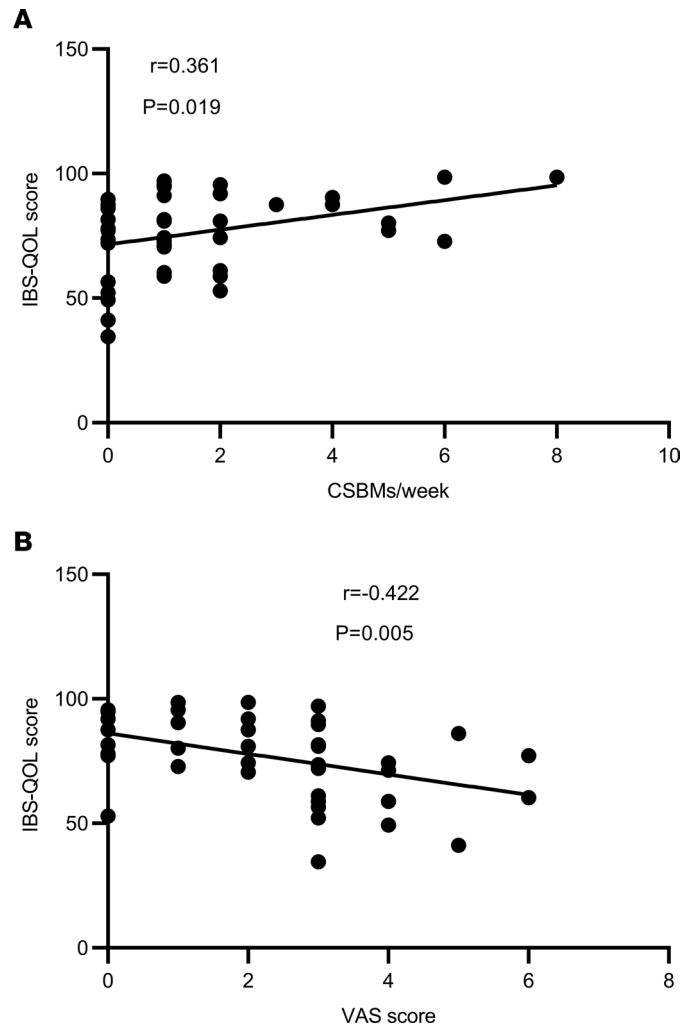 A
150
r=0.361
P=0.019
100
IBS-QOL score
50
0
0 2 4 6 8 10
CSBMs/week
B
150
r=-0.422
P=0.005
100
IBS-QOL score
50
0
0 2 4 6 8
VAS score